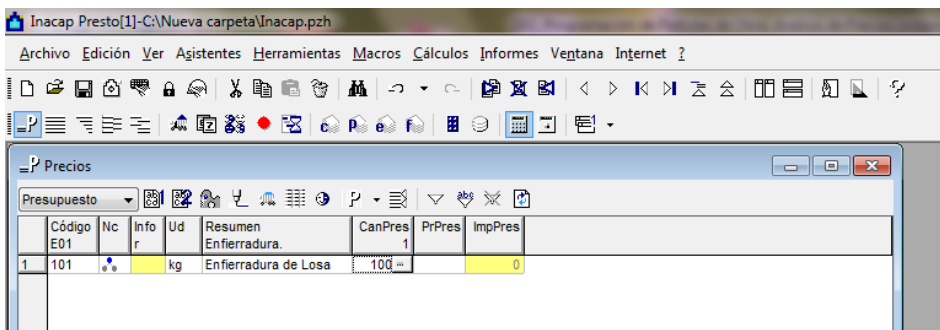 Inacap Presto[1]-C:\Nueva carpeta\Inacap.pzh
Archivo Edición Ver Asistentes Herramientas Macros Cálculos Informes Ventana Internet ?
Precios
Presupuesto
Código Nc Infor Ud Resumen CanPres PrPres ImpPres
E01 Enfierradura. 1
1 101 kg Enfierradura de Losa 100 0